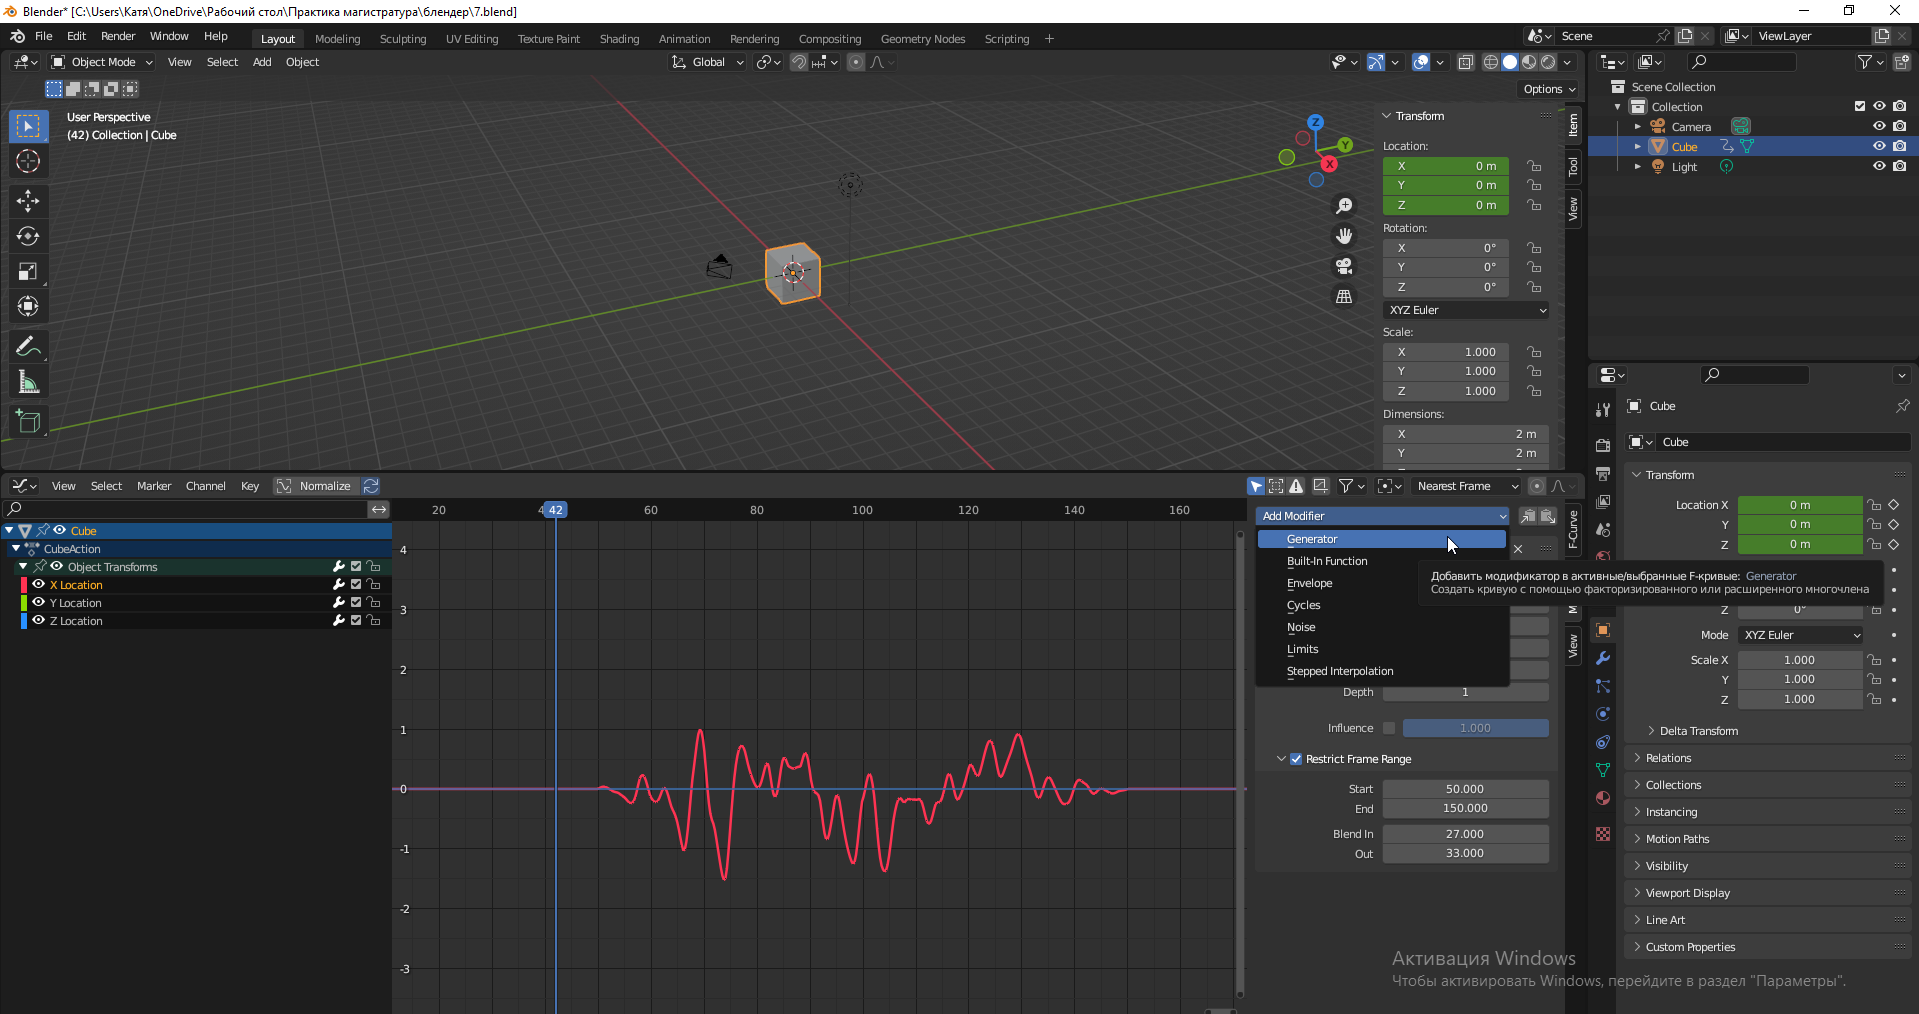 Blender* [C:\Users\Катя\OneDrive\Рабочий стол\Практика магистратура\блендер\7.blend]
File Edit Render Window Help Layout Modeling Sculpting UV Editing Texture Paint Shading Animation Rendering Compositing Geometry Nodes Scripting + Scene ViewLayer
Object Mode View Select Add Object Global
Options
User Perspective
(42) Collection | Cube
Z
Y
X
Transform
Location:
X 0 m
Y 0 m
Z 0 m
Rotation:
X 0°
Y 0°
Z 0°
XYZ Euler
Scale:
X 1.000
Y 1.000
Z 1.000
Dimensions:
X 2 m
Y 2 m
Item
Tool
View
Scene Collection
Collection
Camera
Cube
Light
View Select Marker Channel Key Normalize Nearest Frame
20 42 60 80 100 120 140 160
Cube
CubeAction
Object Transforms
X Location
Y Location
Z Location
4
3
2
1
0
-1
-2
-3
Add Modifier
Generator
Built-In Function
Envelope
Cycles
Noise
Limits
Stepped Interpolation
Добавить модификатор в активные/выбранные F-кривые: Generator
Создать кривую с помощью факторизированного или расширенного многочлена
Depth 1
Influence 1.000
Restrict Frame Range
Start 50.000
End 150.000
Blend In 27.000
Out 33.000
F-Curve
View
Cube
Cube
Transform
Location X 0 m
Y 0 m
Z 0 m
Z 0°
Mode XYZ Euler
Scale X 1.000
Y 1.000
Z 1.000
Delta Transform
Relations
Collections
Instancing
Motion Paths
Visibility
Viewport Display
Line Art
Custom Properties
Активация Windows
Чтобы активировать Windows, перейдите в раздел "Параметры".